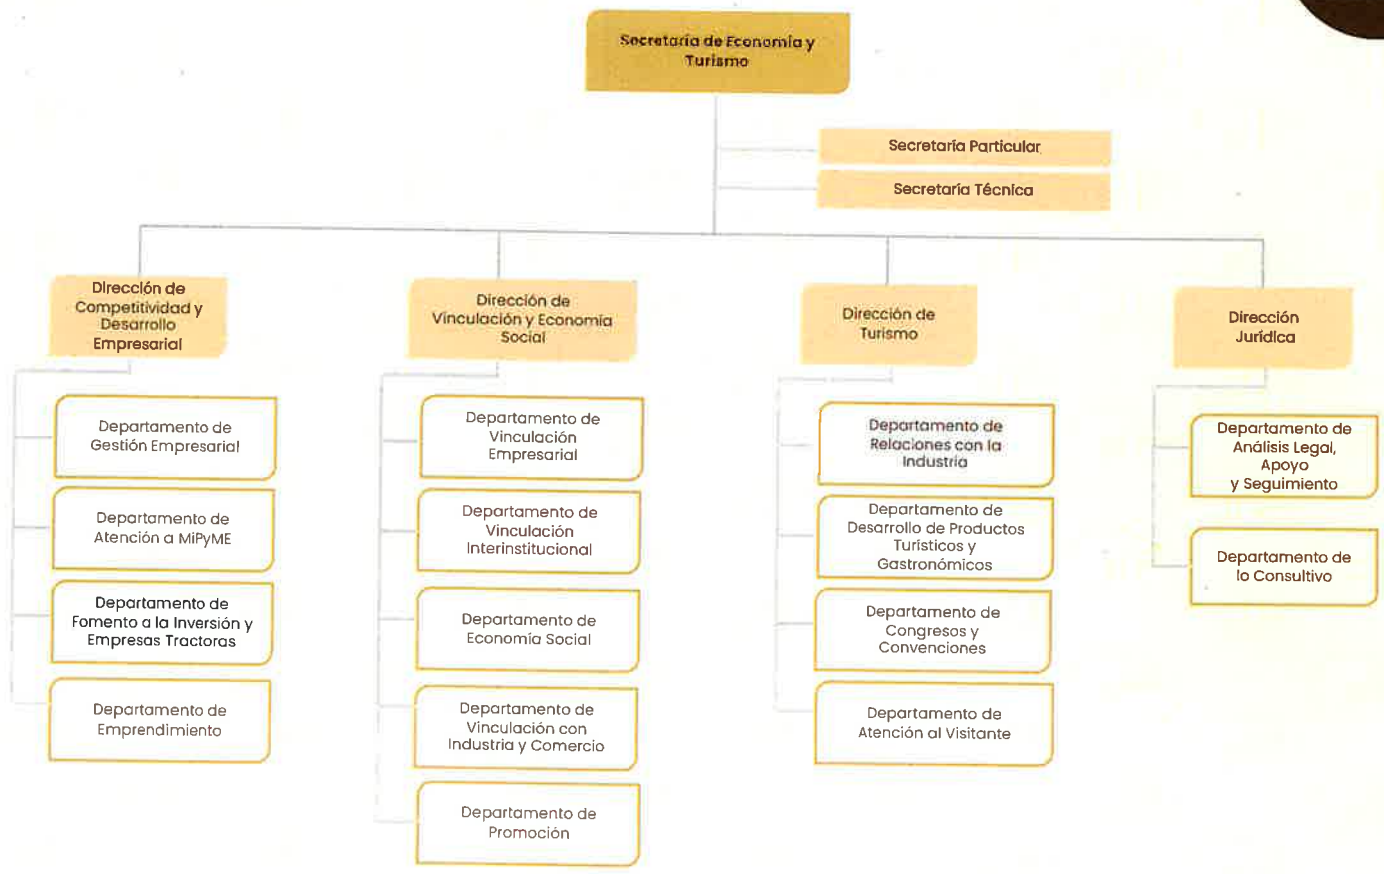 Secretaría de Economía y
Turismo
Secretaría Particular
Secretaría Técnica
Dirección de
Competitividad y
Desarrollo
Empresarial
Departamento de
Gestión Empresarial
Departamento de
Atención a MiPyME
Departamento de
Fomento a la Inversión y
Empresas Tractoras
Departamento de
Emprendimiento
Dirección de
Vinculación y Economía
Social
Departamento de
Vinculación
Empresarial
Departamento de
Vinculación
Interinstitucional
Departamento de
Economía Social
Departamento de
Vinculación con
Industria y Comercio
Departamento de
Promoción
Dirección de
Turismo
Departamento de
Relaciones con la
Industria
Departamento de
Desarrollo de Productos
Turísticos y
Gastronómicos
Departamento de
Congresos y
Convenciones
Departamento de
Atención al Visitante
Dirección
Jurídica
Departamento de
Análisis Legal,
Apoyo
y Seguimiento
Departamento de
lo Consultivo